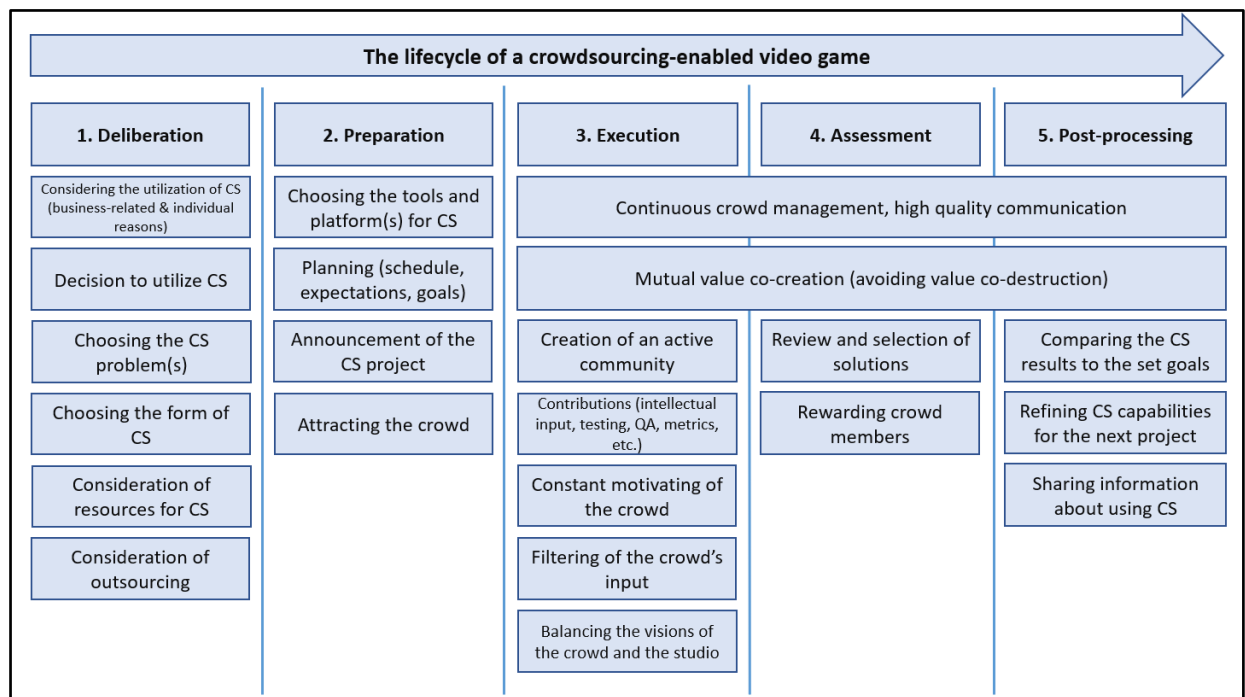 The lifecycle of a crowdsourcing-enabled video game
1. Deliberation
Considering the utilization of CS
(business-related & individual
reasons)
Decision to utilize CS
Choosing the CS
problem(s)
Choosing the form of
CS
Consideration of
resources for CS
Consideration of
outsourcing
2. Preparation
Choosing the tools and
platform(s) for CS
Planning (schedule,
expectations, goals)
Announcement of the
CS project
Attracting the crowd
3. Execution
4. Assessment
5. Post-processing
Continuous crowd management, high quality communication
Mutual value co-creation (avoiding value co-destruction)
Creation of an active
community
Contributions (intellectual
input, testing, QA, metrics,
etc.)
Constant motivating of
the crowd
Filtering of the crowd’s
input
Balancing the visions of
the crowd and the studio
Review and selection of
solutions
Rewarding crowd
members
Comparing the CS
results to the set goals
Refining CS capabilities
for the next project
Sharing information
about using CS